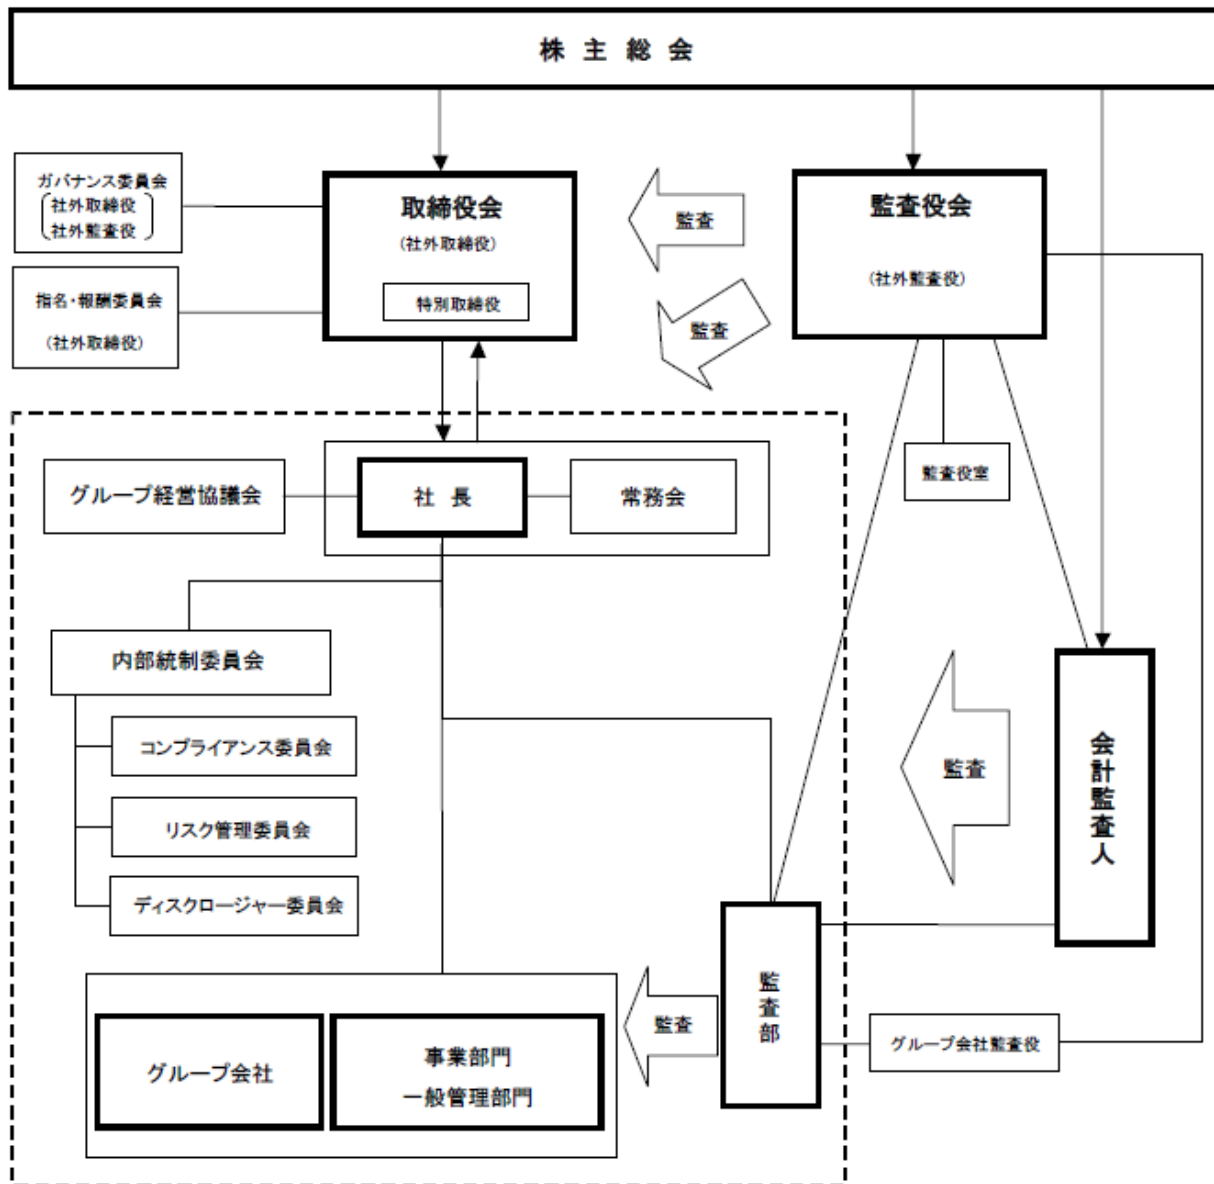 株主総会
ガバナンス委員会
社外取締役
社外監査役
取締役会
(社外取締役)
特別取締役
監査
監査役会
(社外監査役)
指名・報酬委員会
(社外取締役)
監査
監査役室
グループ経営協議会
社長
常務会
内部統制委員会
コンプライアンス委員会
リスク管理委員会
ディスクロージャー委員会
監査
会計監査人
グループ会社
事業部門
一般管理部門
監査
監査部
グループ会社監査役